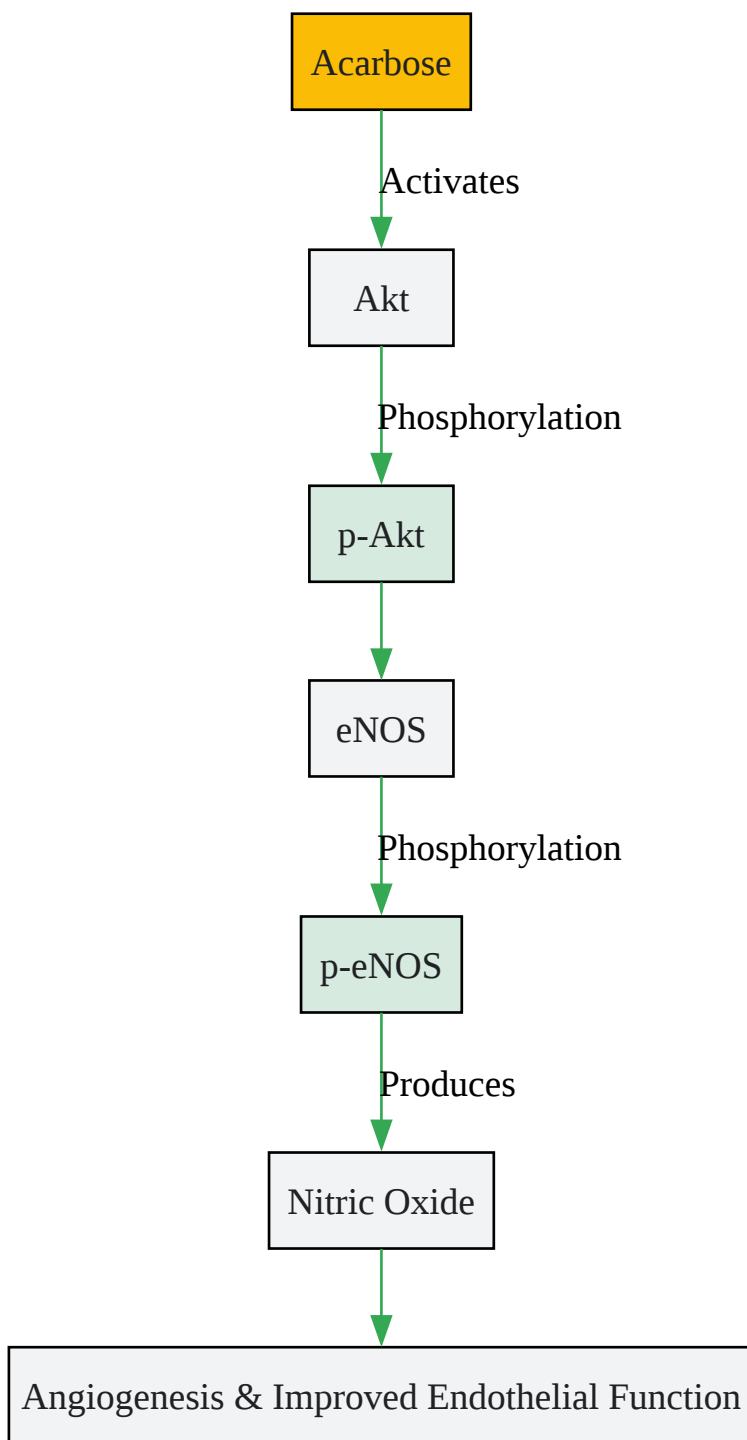 Acarbose
Activates
Akt
Phosphorylation
p-Akt
eNOS
Phosphorylation
p-eNOS
Produces
Nitric Oxide
Angiogenesis & Improved Endothelial Function